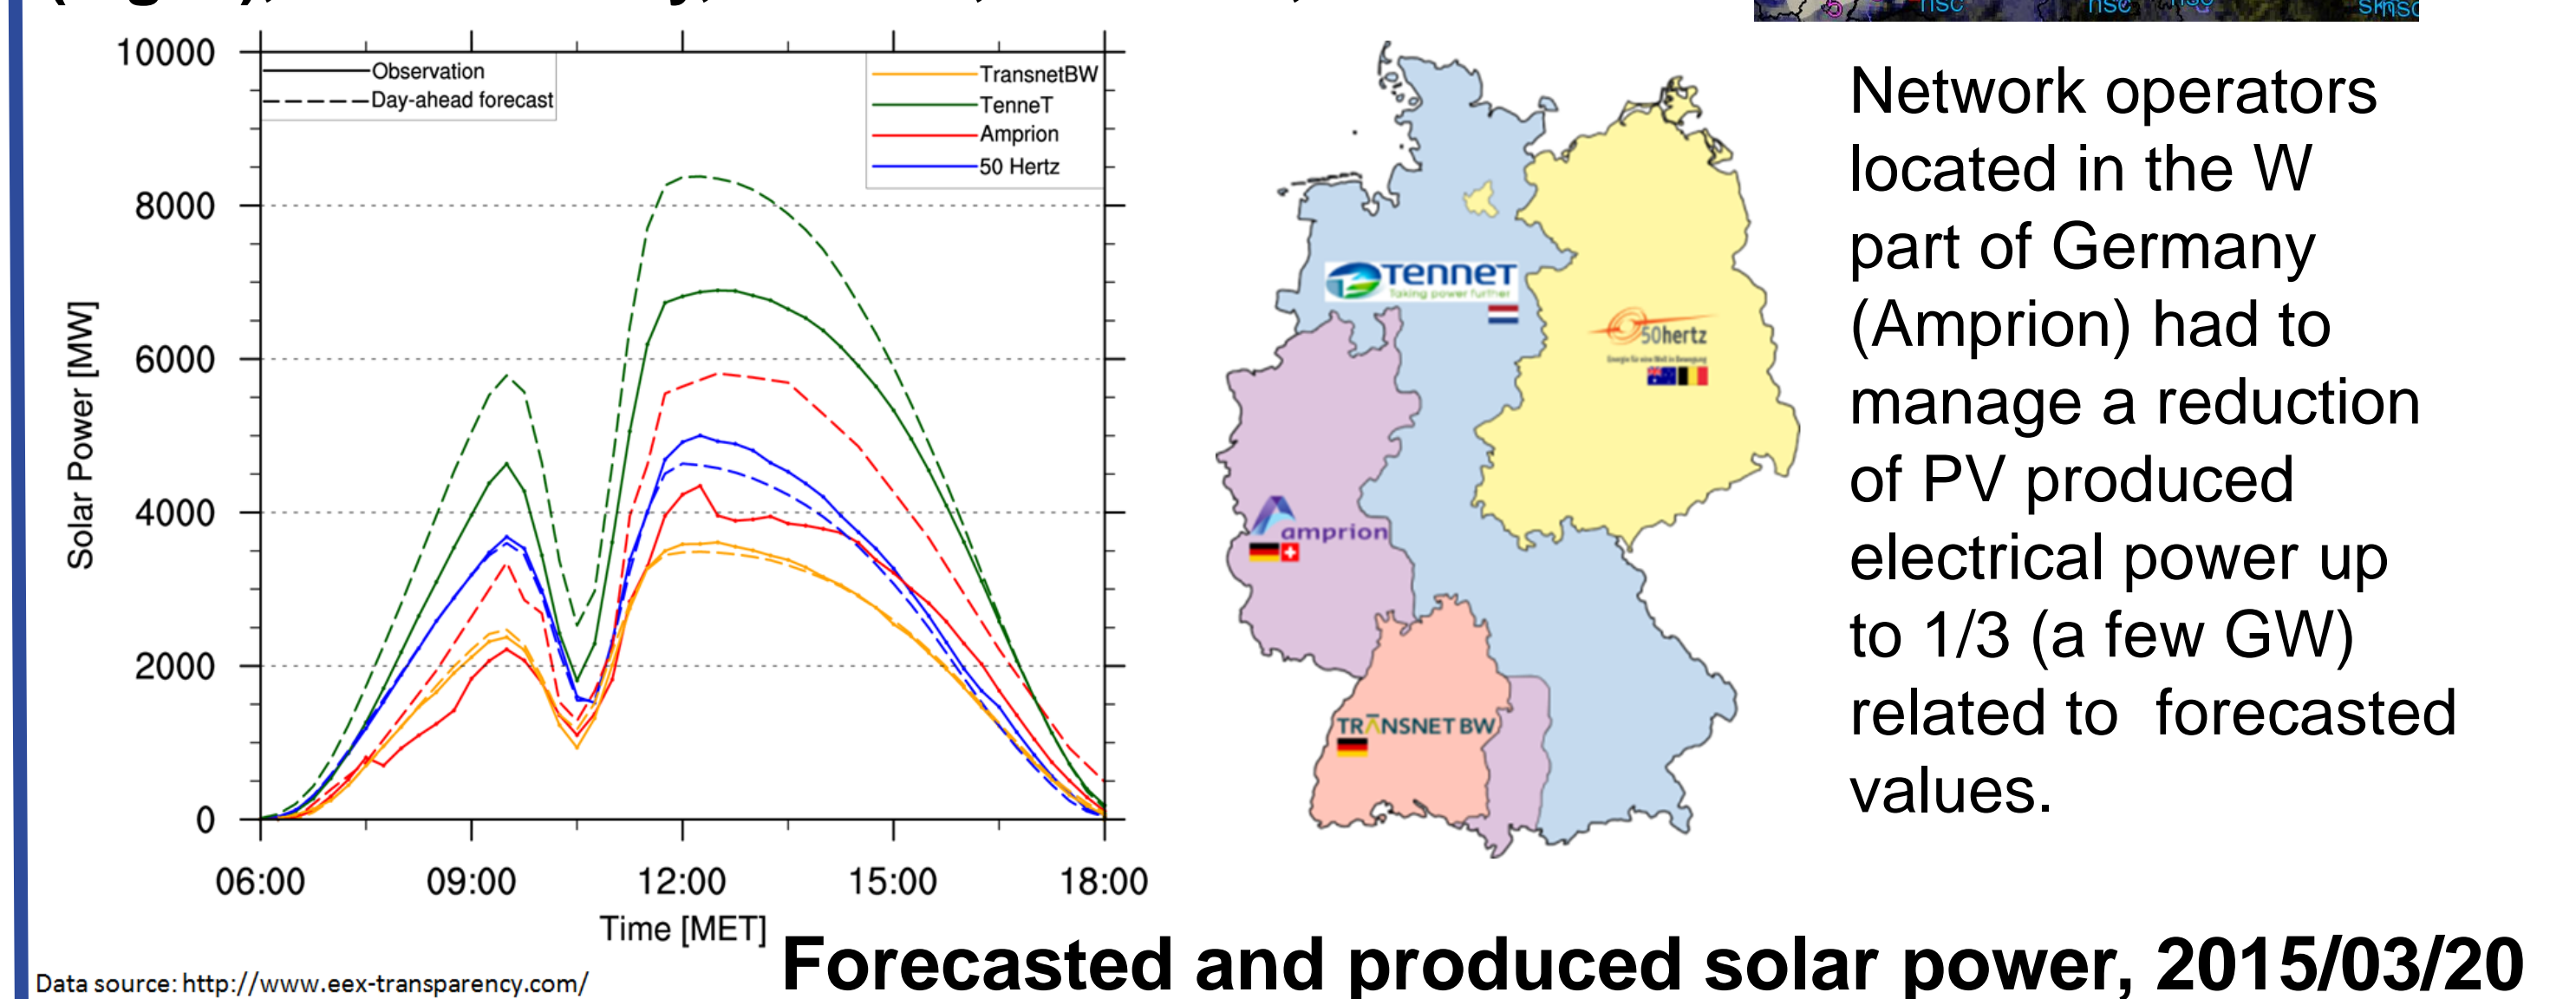 10000
8000
6000
4000
2000
0
Solar Power [MW]
Observation
Day-ahead forecast
TransnetBW
TenneT
Amprion
50 Hertz
06:00 09:00 12:00 15:00 18:00
Time [MET]
Data source: http://www.eex-transparency.com/
TENNET
Taking power further
50hertz
amprion
TRANSNET BW
Network operators
located in the W
part of Germany
(Amprion) had to
manage a reduction
of PV produced
electrical power up
to 1/3 (a few GW)
related to forecasted
values.
Forecasted and produced solar power, 2015/03/20